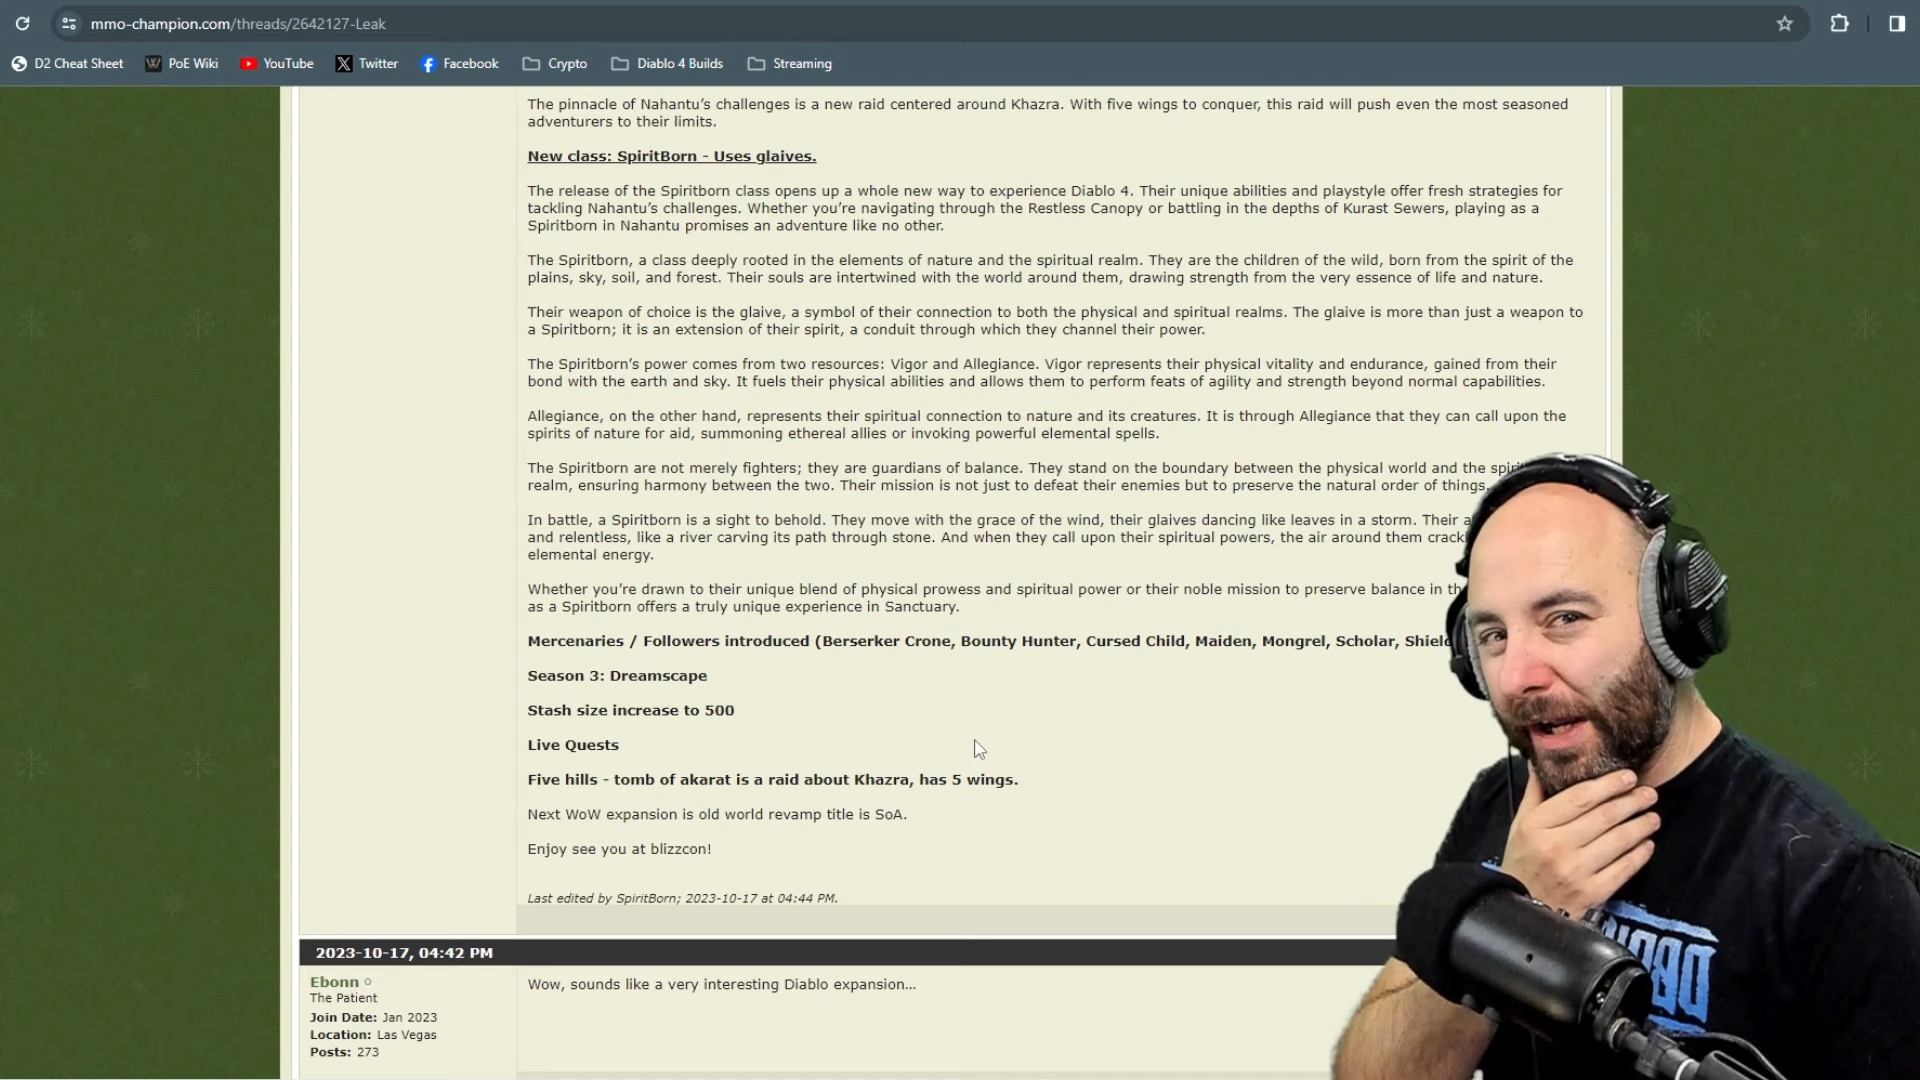 mmo-champion.com/threads/2642127-Leak
D2 Cheat Sheet PoE Wiki YouTube Twitter Facebook Crypto Diablo 4 Builds Streaming
The pinnacle of Nahantu’s challenges is a new raid centered around Khazra. With five wings to conquer, this raid will push even the most seasoned
adventurers to their limits.
New class: SpiritBorn - Uses glaives.
The release of the Spiritborn class opens up a whole new way to experience Diablo 4. Their unique abilities and playstyle offer fresh strategies for
tackling Nahantu’s challenges. Whether you’re navigating through the Restless Canopy or battling in the depths of Kurast Sewers, playing as a
Spiritborn in Nahantu promises an adventure like no other.
The Spiritborn, a class deeply rooted in the elements of nature and the spiritual realm. They are the children of the wild, born from the spirit of the
plains, sky, soil, and forest. Their souls are intertwined with the world around them, drawing strength from the very essence of life and nature.
Their weapon of choice is the glaive, a symbol of their connection to both the physical and spiritual realms. The glaive is more than just a weapon to
a Spiritborn; it is an extension of their spirit, a conduit through which they channel their power.
The Spiritborn’s power comes from two resources: Vigor and Allegiance. Vigor represents their physical vitality and endurance, gained from their
bond with the earth and sky. It fuels their physical abilities and allows them to perform feats of agility and strength beyond normal capabilities.
Allegiance, on the other hand, represents their spiritual connection to nature and its creatures. It is through Allegiance that they can call upon the
spirits of nature for aid, summoning ethereal allies or invoking powerful elemental spells.
The Spiritborn are not merely fighters; they are guardians of balance. They stand on the boundary between the physical world and the
realm, ensuring harmony between the two. Their mission is not just to defeat their enemies but to preserve the natural order of things.
In battle, a Spiritborn is a sight to behold. They move with the grace of the wind, their glaives dancing like leaves in a storm. Their
and relentless, like a river carving its path through stone. And when they call upon their spiritual powers, the air around them
elemental energy.
Whether you’re drawn to their unique blend of physical prowess and spiritual power or their noble mission to preserve balance in
as a Spiritborn offers a truly unique experience in Sanctuary.
Mercenaries / Followers introduced (Berserker Crone, Bounty Hunter, Cursed Child, Maiden, Mongrel, Scholar,
Season 3: Dreamscape
Stash size increase to 500
Live Quests
Five hills - tomb of akarat is a raid about Khazra, has 5 wings.
Next WoW expansion is old world revamp title is SoA.
Enjoy see you at blizzcon!
Last edited by SpiritBorn; 2023-10-17 at 04:44 PM.
2023-10-17, 04:42 PM
Ebonn
The Patient
Join Date: Jan 2023
Location: Las Vegas
Posts: 273
Wow, sounds like a very interesting Diablo expansion...